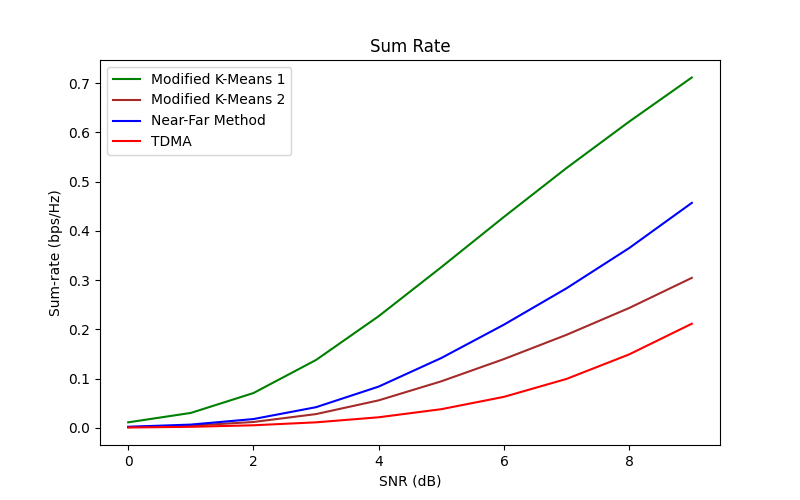 Sum Rate
Modified K-Means 1
Modified K-Means 2
Near-Far Method
TDMA
Sum-rate (bps/Hz)
0.7
0.6
0.5
0.4
0.3
0.2
0.1
0.0
0 2 4 6 8
SNR (dB)